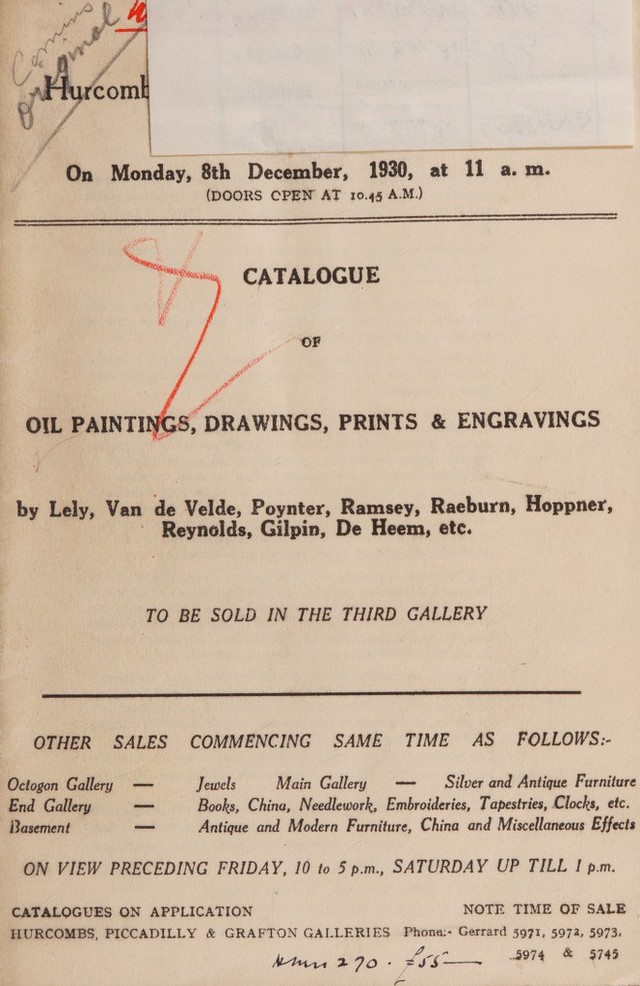 original
Hurcomb
On Monday, 8th December, 1930, at 11 a. m.
(DOORS OPEN AT 10.45 A.M.)
CATALOGUE
OF
OIL PAINTINGS, DRAWINGS, PRINTS & ENGRAVINGS
by Lely, Van de Velde, Poynter, Ramsey, Raeburn, Hoppner,
Reynolds, Gilpin, De Heem, etc.
TO BE SOLD IN THE THIRD GALLERY
OTHER SALES COMMENCING SAME TIME AS FOLLOWS:-
Octogon Gallery — Jewels Main Gallery — Silver and Antique Furniture
End Gallery — Books, China, Needlework, Embroideries, Tapestries, Clocks, etc.
Basement — Antique and Modern Furniture, China and Miscellaneous Effects
ON VIEW PRECEDING FRIDAY, 10 to 5 p.m., SATURDAY UP TILL 1 p.m.
CATALOGUES ON APPLICATION NOTE TIME OF SALE
HURCOMBS, PICCADILLY & GRAFTON GALLERIES Phone:- Gerrard 5971, 5972, 5973,
5974 & 5745
270. £55—